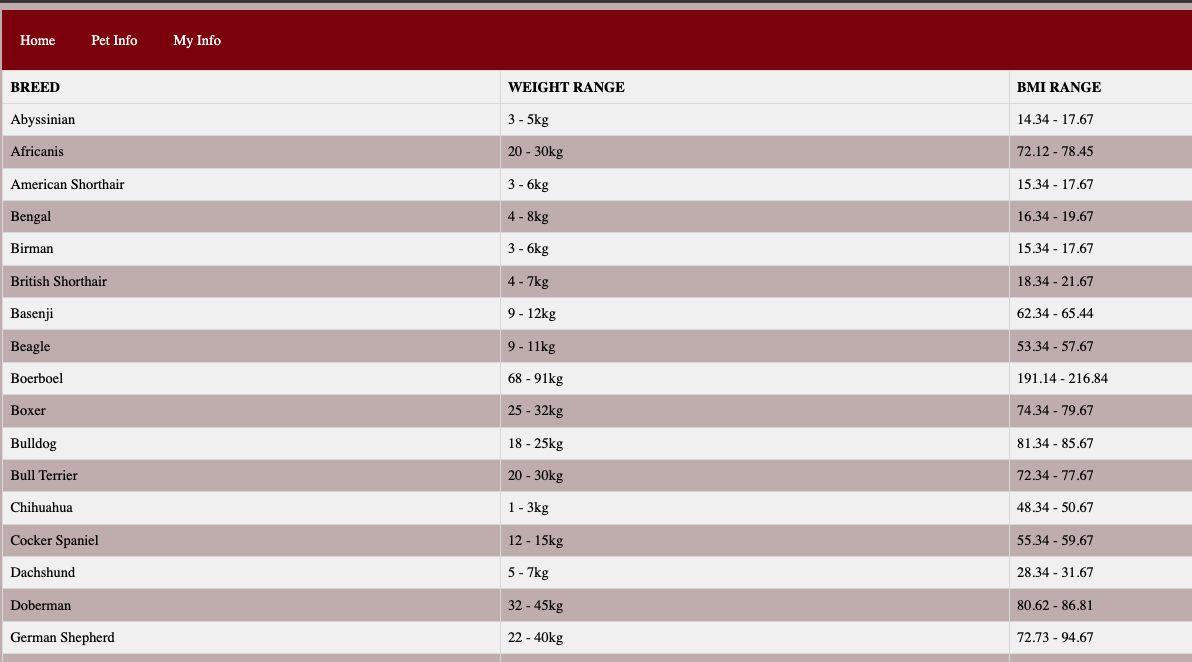 Home Pet Info My Info
BREED WEIGHT RANGE BMI RANGE
Abyssinian 3 - 5kg 14.34 - 17.67
Africanis 20 - 30kg 72.12 - 78.45
American Shorthair 3 - 6kg 15.34 - 17.67
Bengal 4 - 8kg 16.34 - 19.67
Birman 3 - 6kg 15.34 - 17.67
British Shorthair 4 - 7kg 18.34 - 21.67
Basenji 9 - 12kg 62.34 - 65.44
Beagle 9 - 11kg 53.34 - 57.67
Boerboel 68 - 91kg 191.14 - 216.84
Boxer 25 - 32kg 74.34 - 79.67
Bulldog 18 - 25kg 81.34 - 85.67
Bull Terrier 20 - 30kg 72.34 - 77.67
Chihuahua 1 - 3kg 48.34 - 50.67
Cocker Spaniel 12 - 15kg 55.34 - 59.67
Dachshund 5 - 7kg 28.34 - 31.67
Doberman 32 - 45kg 80.62 - 86.81
German Shepherd 22 - 40kg 72.73 - 94.67